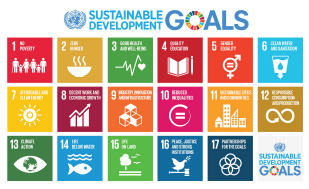 SUSTAINABLE
DEVELOPMENT
GOALS
1 NO
POVERTY
2 ZERO
HUNGER
3 GOOD HEALTH
AND WELL-BEING
4 QUALITY
EDUCATION
5 GENDER
EQUALITY
6 CLEAN WATER
AND SANITATION
7 AFFORDABLE AND
CLEAN ENERGY
8 DECENT WORK AND
ECONOMIC GROWTH
9 INDUSTRY, INNOVATION
AND INFRASTRUCTURE
10 REDUCED
INEQUALITIES
11 SUSTAINABLE CITIES
AND COMMUNITIES
12 RESPONSIBLE
CONSUMPTION
AND PRODUCTION
13 CLIMATE
ACTION
14 LIFE
BELOW WATER
15 LIFE
ON LAND
16 PEACE, JUSTICE
AND STRONG
INSTITUTIONS
17 PARTNERSHIPS
FOR THE GOALS
SUSTAINABLE
DEVELOPMENT
GOALS